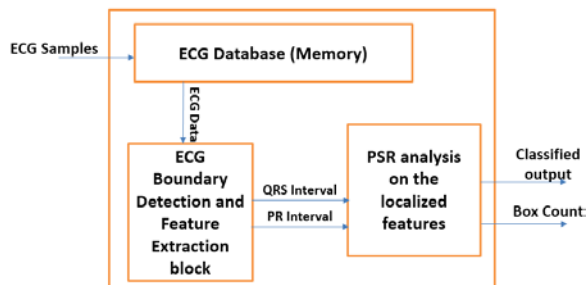 ECG Samples
ECG Database (Memory)
ECG Data
ECG
Boundary
Detection and
Feature
Extraction
block
QRS Interval
PR Interval
PSR analysis
on the
localized
features
Classified
output
Box Count: